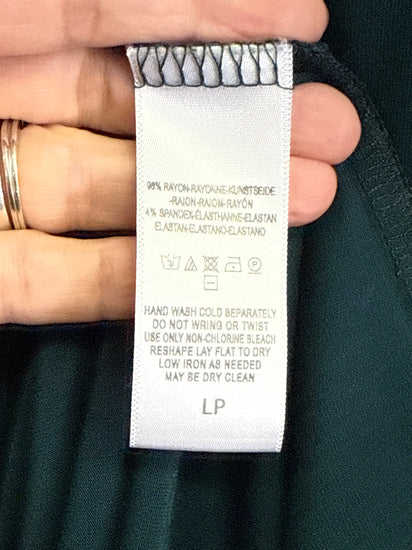 96% RAYON-RAYONNE-KUNSTSEIDE
-RAION-RAIOM-RAYÓN
4% SPANDEX-ÉLASTHANNE-ELASTAN
ELASTAN-ELASTANO-ELASTANO
HAND WASH COLD SEPARATELY
DO NOT WRING OR TWIST
USE ONLY NON-CHLORINE BLEACH
RESHAPE LAY FLAT TO DRY
LOW IRON AS NEEDED
MAY BE DRY CLEAN
LP